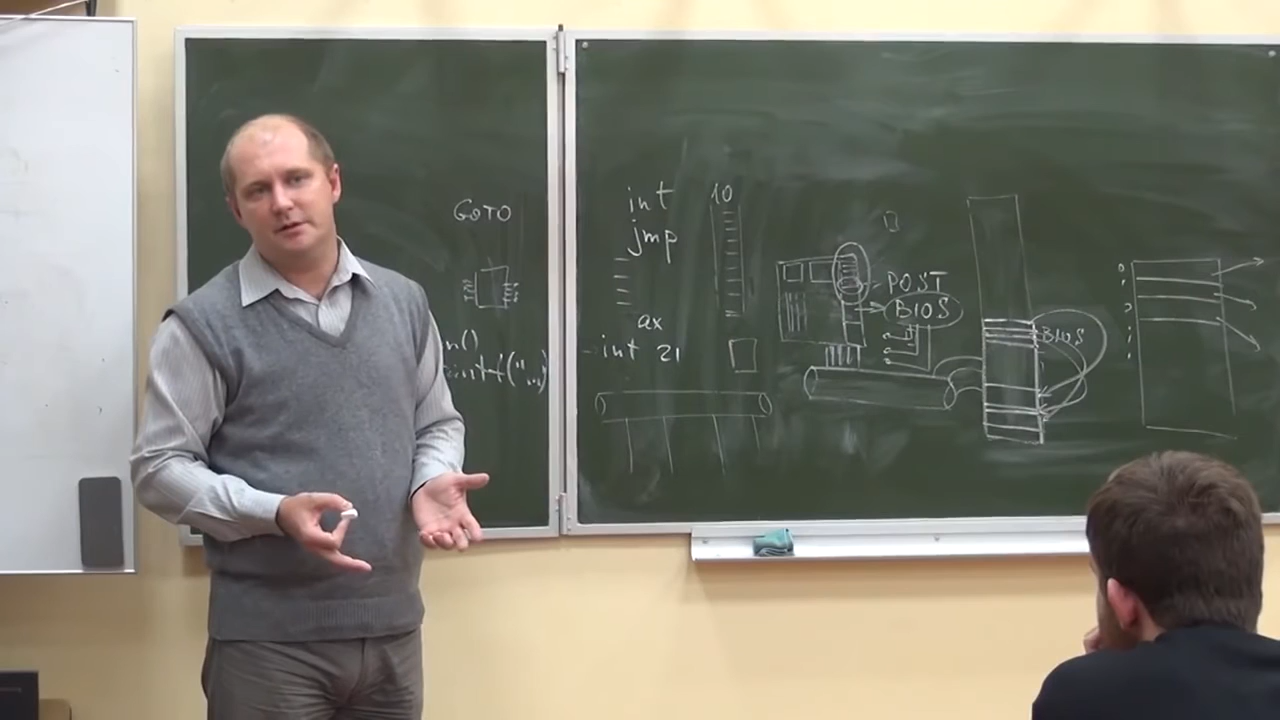 GOTO
int 10
jmp
ax
int 21
POST
BIOS
BIOS